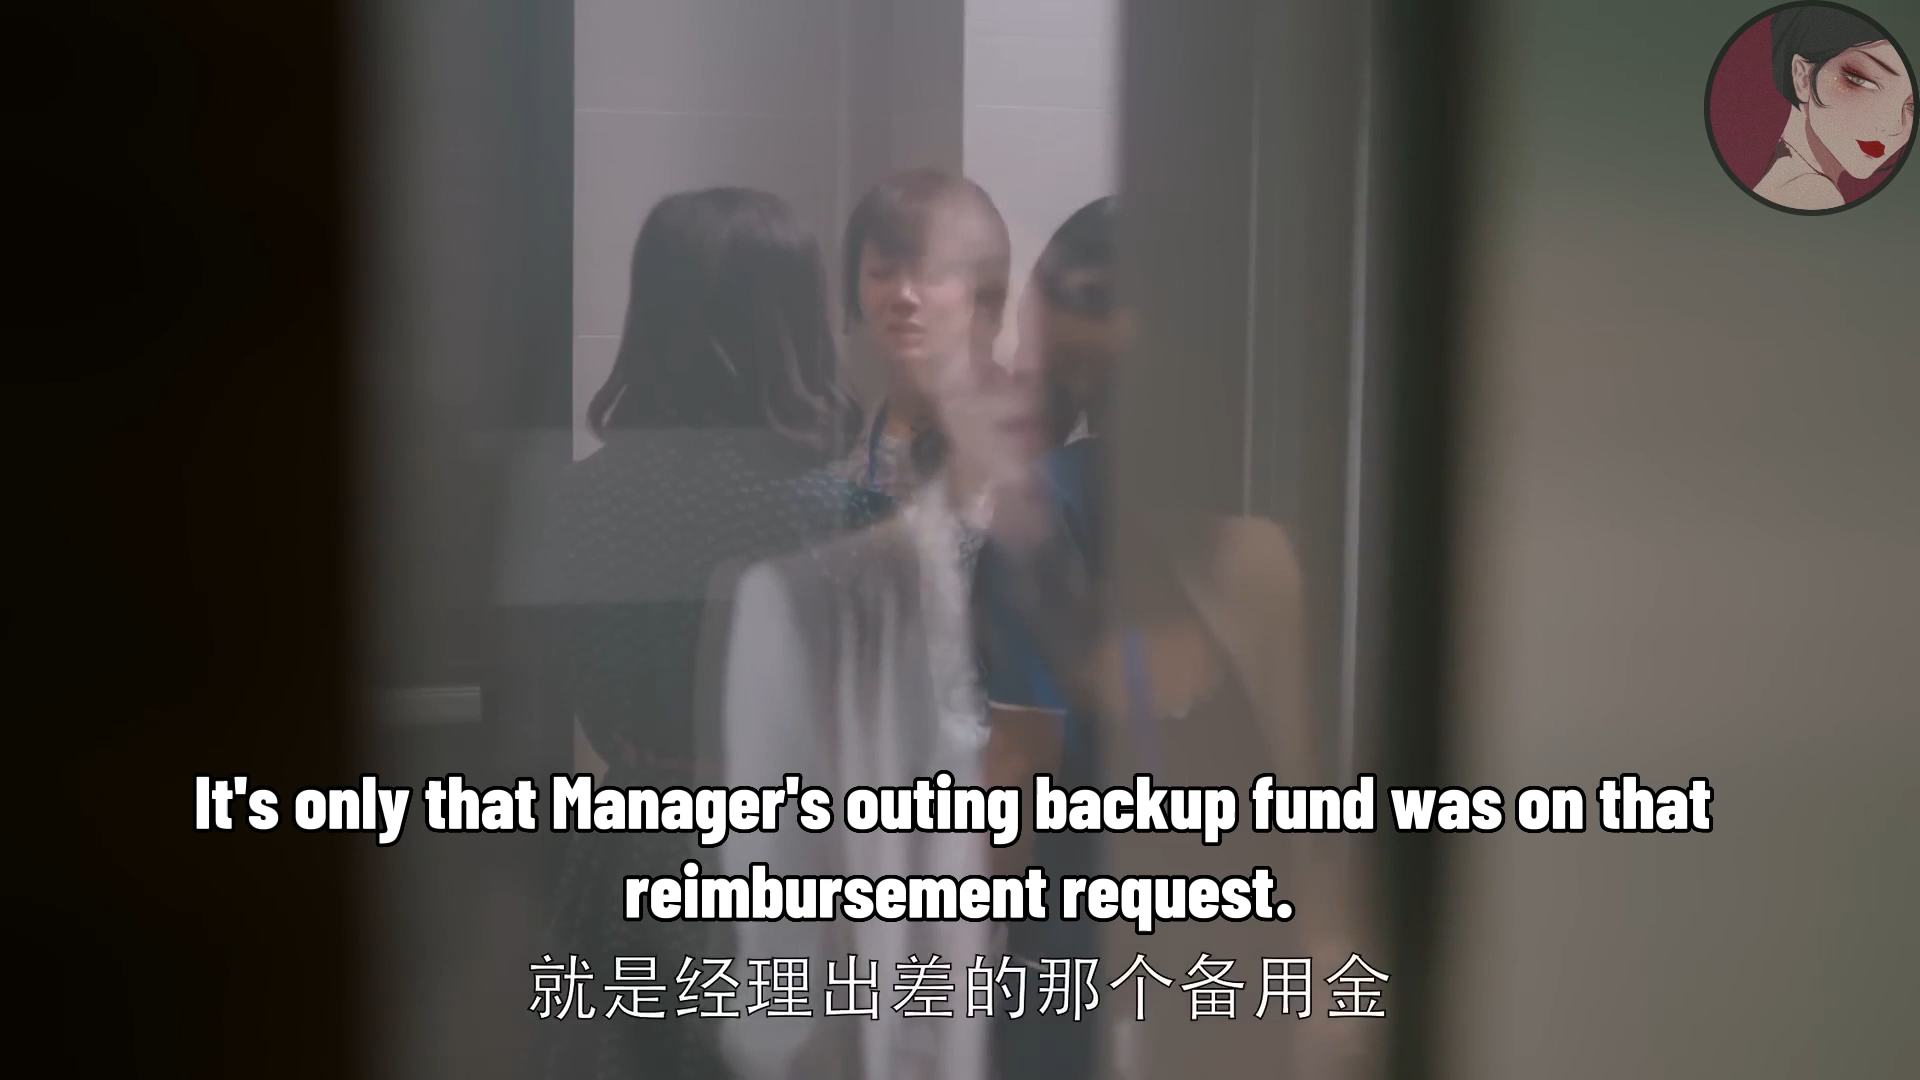 It's only that Manager's outing backup fund was on that
reimbursement request.
就是经理出差的那个备用金